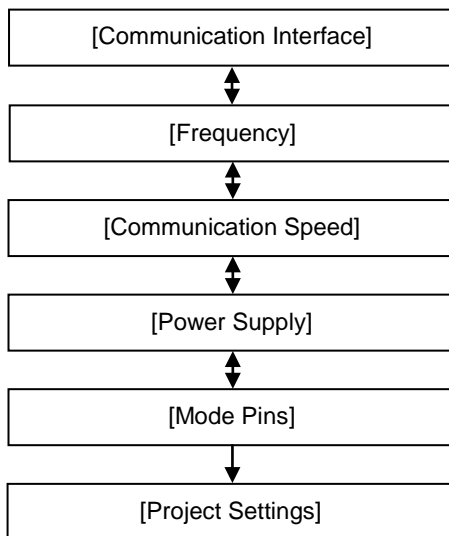 [Communication Interface]
[Frequency]
[Communication Speed]
[Power Supply]
[Mode Pins]
[Project Settings]